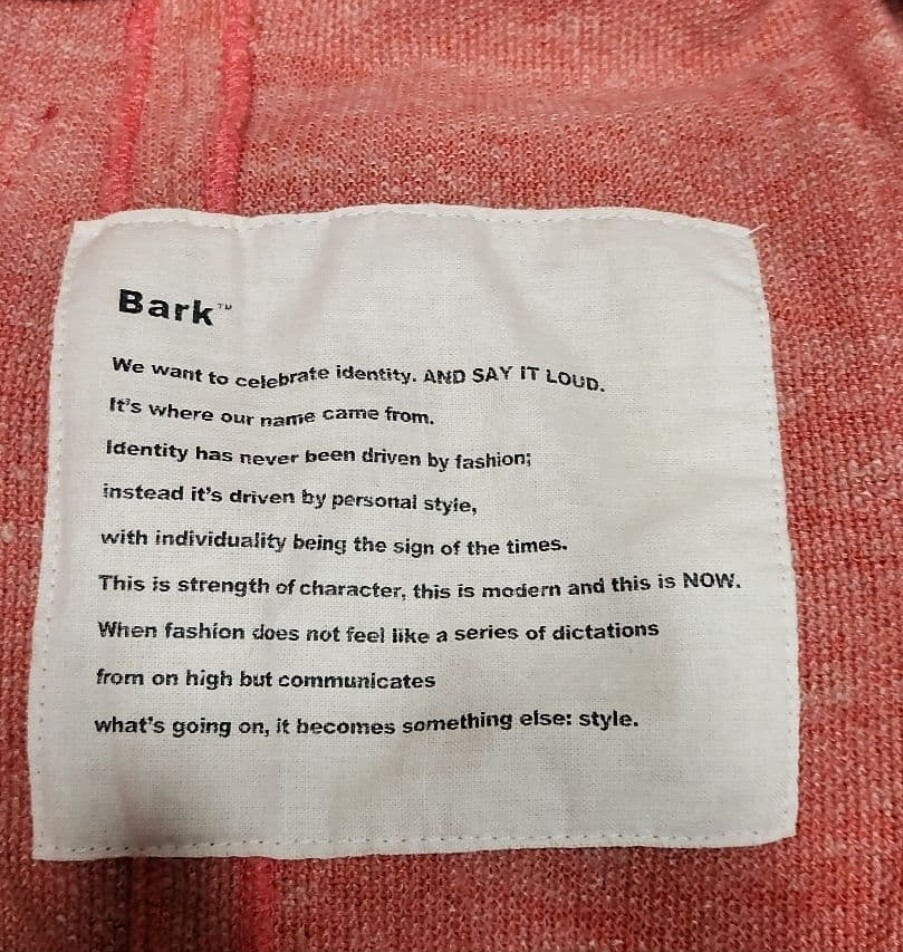 Bark™
We want to celebrate identity. AND SAY IT LOUD.
It's where our name came from.
Identity has never been driven by fashion;
instead it's driven by personal style,
with individuality being the sign of the times.
This is strength of character, this is modern and this is NOW.
When fashion does not feel like a series of dictations
from on high but communicates
what's going on, it becomes something else: style.